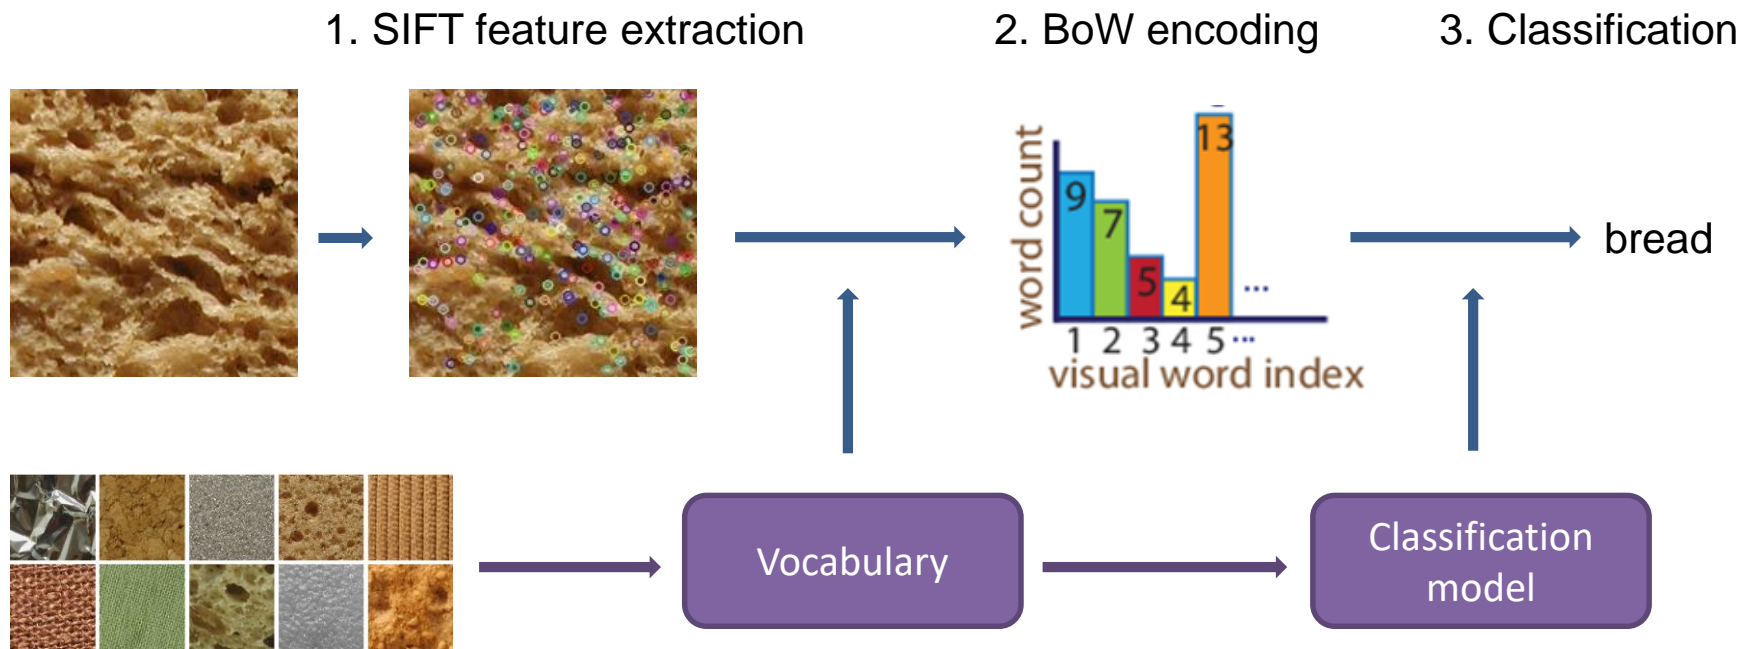 1. SIFT feature extraction
2. BoW encoding
3. Classification
word count
9
7
5
4
13
...
1 2 3 4 5 ...
visual word index
bread
Vocabulary
Classification
model